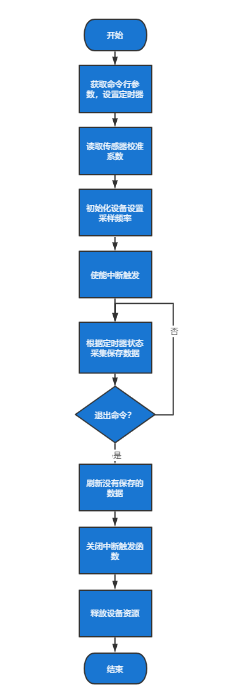 开始
获取命令行参
数，设置定时器
读取传感器校准
系数
初始化设备设置
采样频率
使能中断触发
根据定时器状态
采集保存数据
否
退出命令？
是
刷新没有保存的
数据
关闭中断触发函
数
释放设备资源
结束